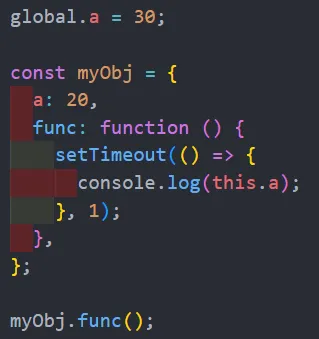 global.a = 30;
const myObj = {
a: 20,
func: function () {
setTimeout(() => {
console.log(this.a);
}, 1);
},
};
myObj.func();